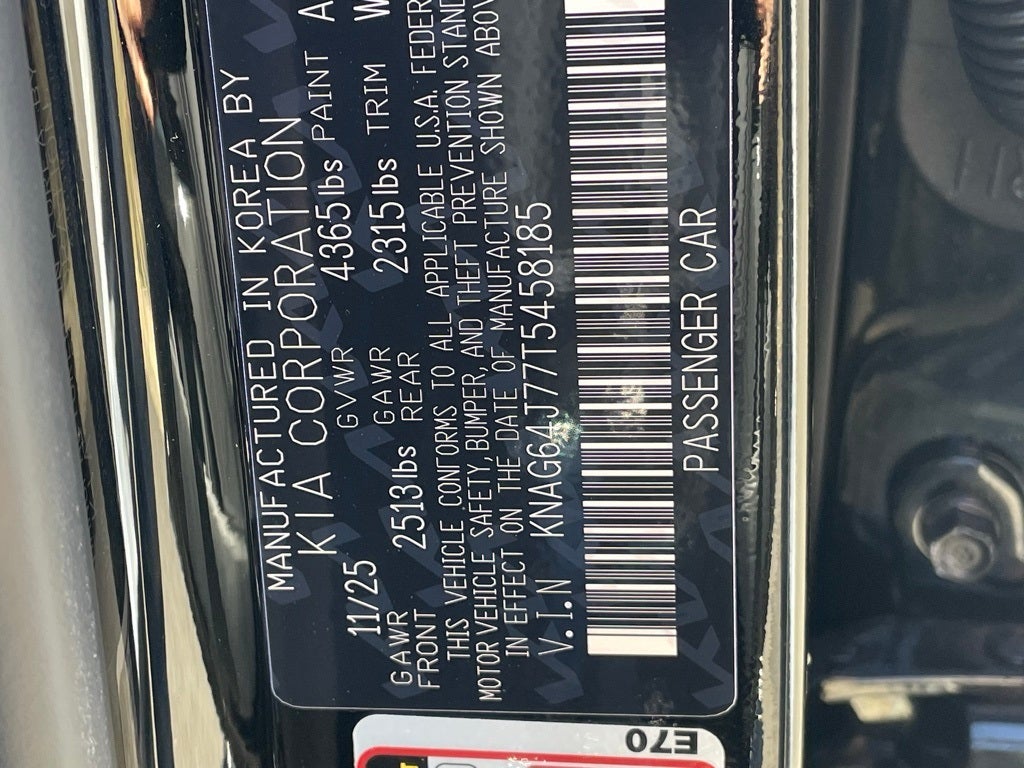 MANUFACTURED IN KOREA BY
KIA CORPORATION
11/25 GVWR 4365lbs PAINT A
GAWR FRONT 2513lbs GAWR REAR 2315lbs TRIM W
THIS VEHICLE CONFORMS TO ALL APPLICABLE U.S.A. FEDER
MOTOR VEHICLE SAFETY, BUMPER, AND THEFT PREVENTION STAND
IN EFFECT ON THE DATE OF MANUFACTURE SHOWN ABOV
V.I.N KNAG64J77T5458185
PASSENGER CAR
E70